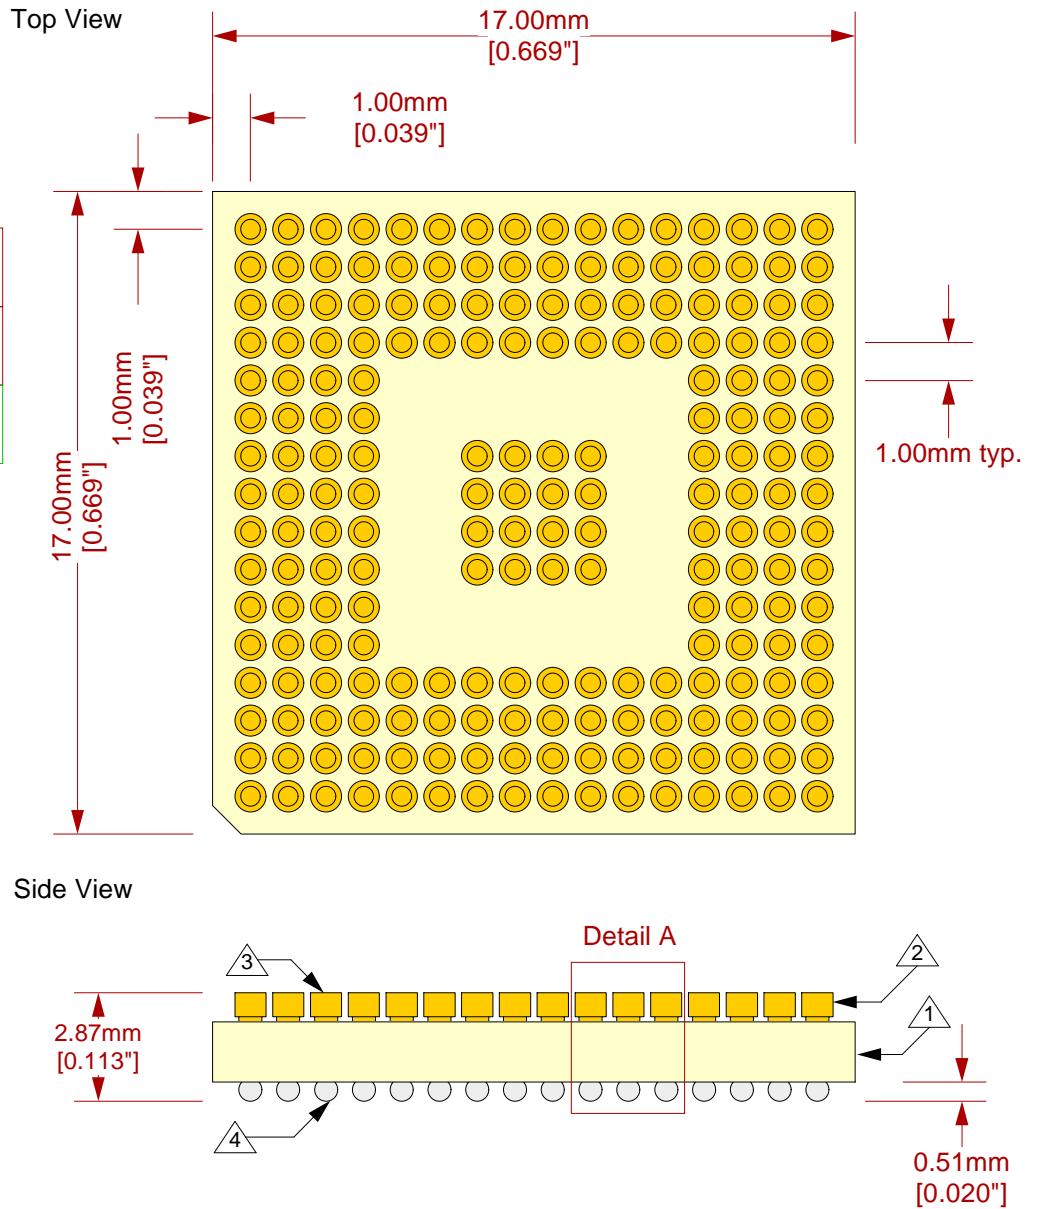 Top View
17.00mm
[0.669"]
1.00mm
[0.039"]
1.00mm
[0.039"]
17.00mm
[0.669"]
1.00mm typ.
Side View
Detail A
3
2
1
2.87mm
[0.113"]
4
0.51mm
[0.020"]